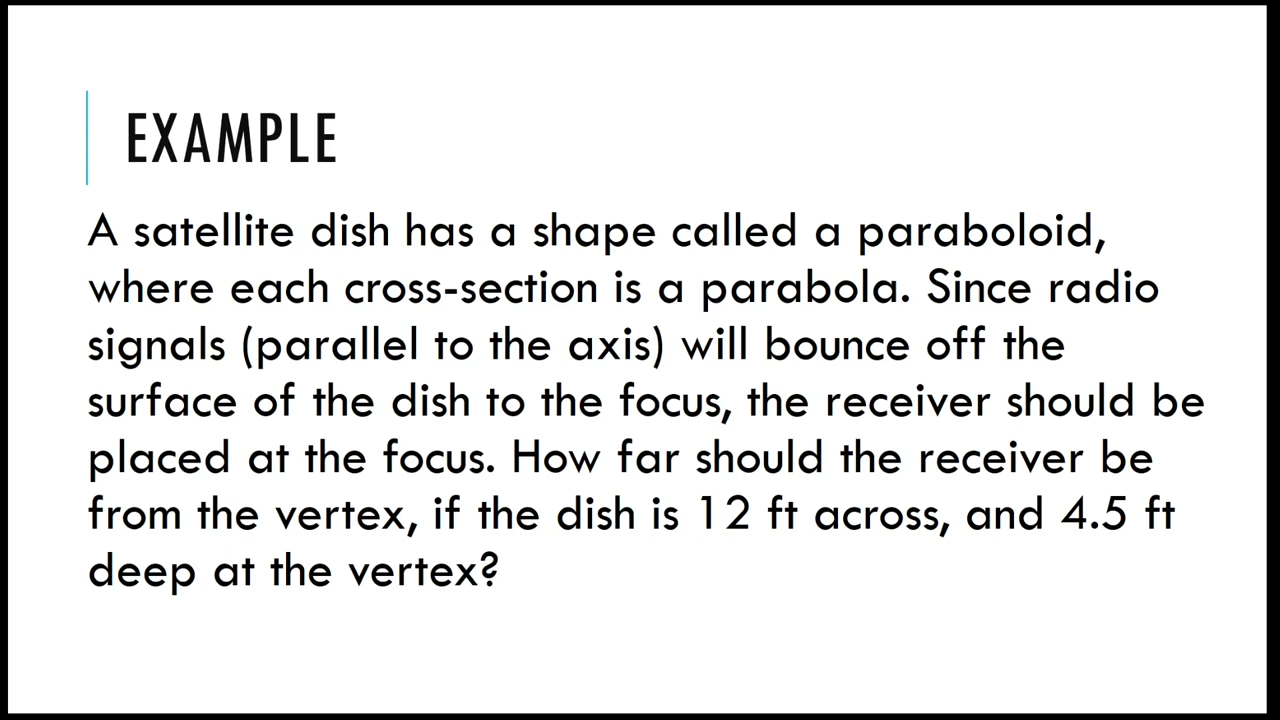 EXAMPLE
A satellite dish has a shape called a paraboloid,
where each cross-section is a parabola. Since radio
signals (parallel to the axis) will bounce off the
surface of the dish to the focus, the receiver should be
placed at the focus. How far should the receiver be
from the vertex, if the dish is 12 ft across, and 4.5 ft
deep at the vertex?